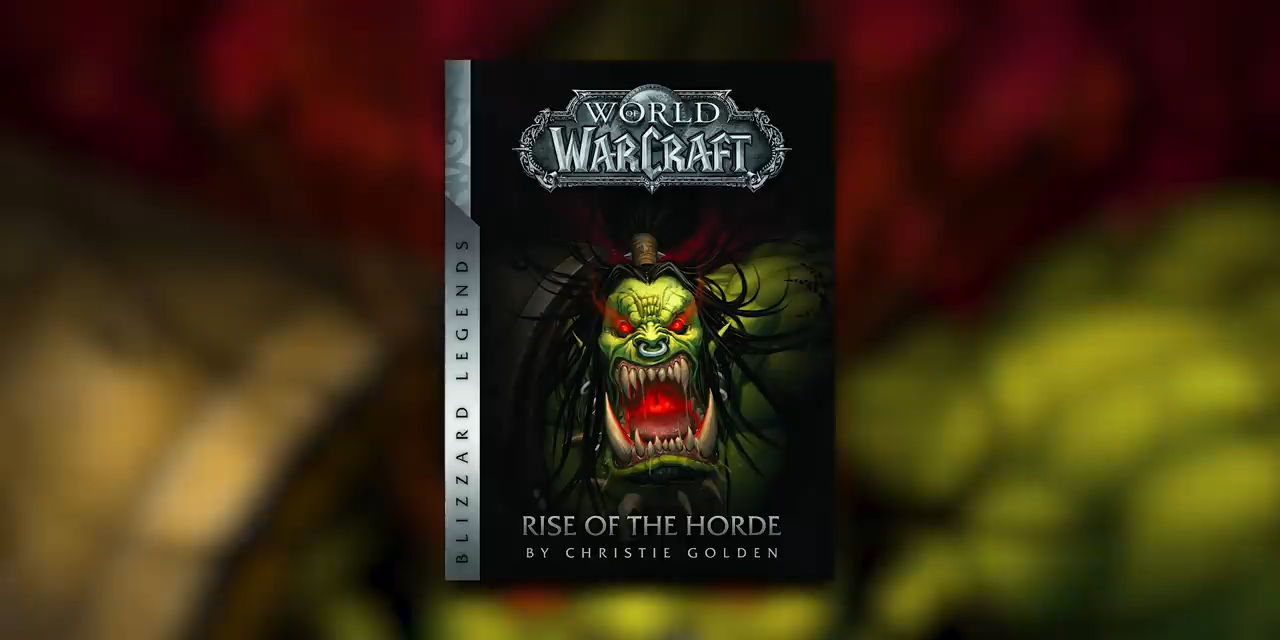 WORLD
OF
WARCRAFT
BLIZZARD LEGENDS
RISE OF THE HORDE
BY CHRISTIE GOLDEN